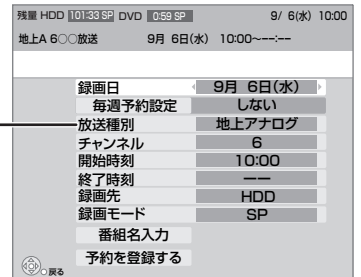 残量 HDD 101:33 SP DVD 0:59 SP 9/ 6(水) 10:00
地上A 6○○放送 9月 6日(水) 10:00～--:--
録画日 9月 6日(水)
毎週予約設定 しない
放送種別 地上アナログ
チャンネル 6
開始時刻 10:00
終了時刻 ーー
録画先 HDD
録画モード SP
番組名入力
予約を登録する
戻る